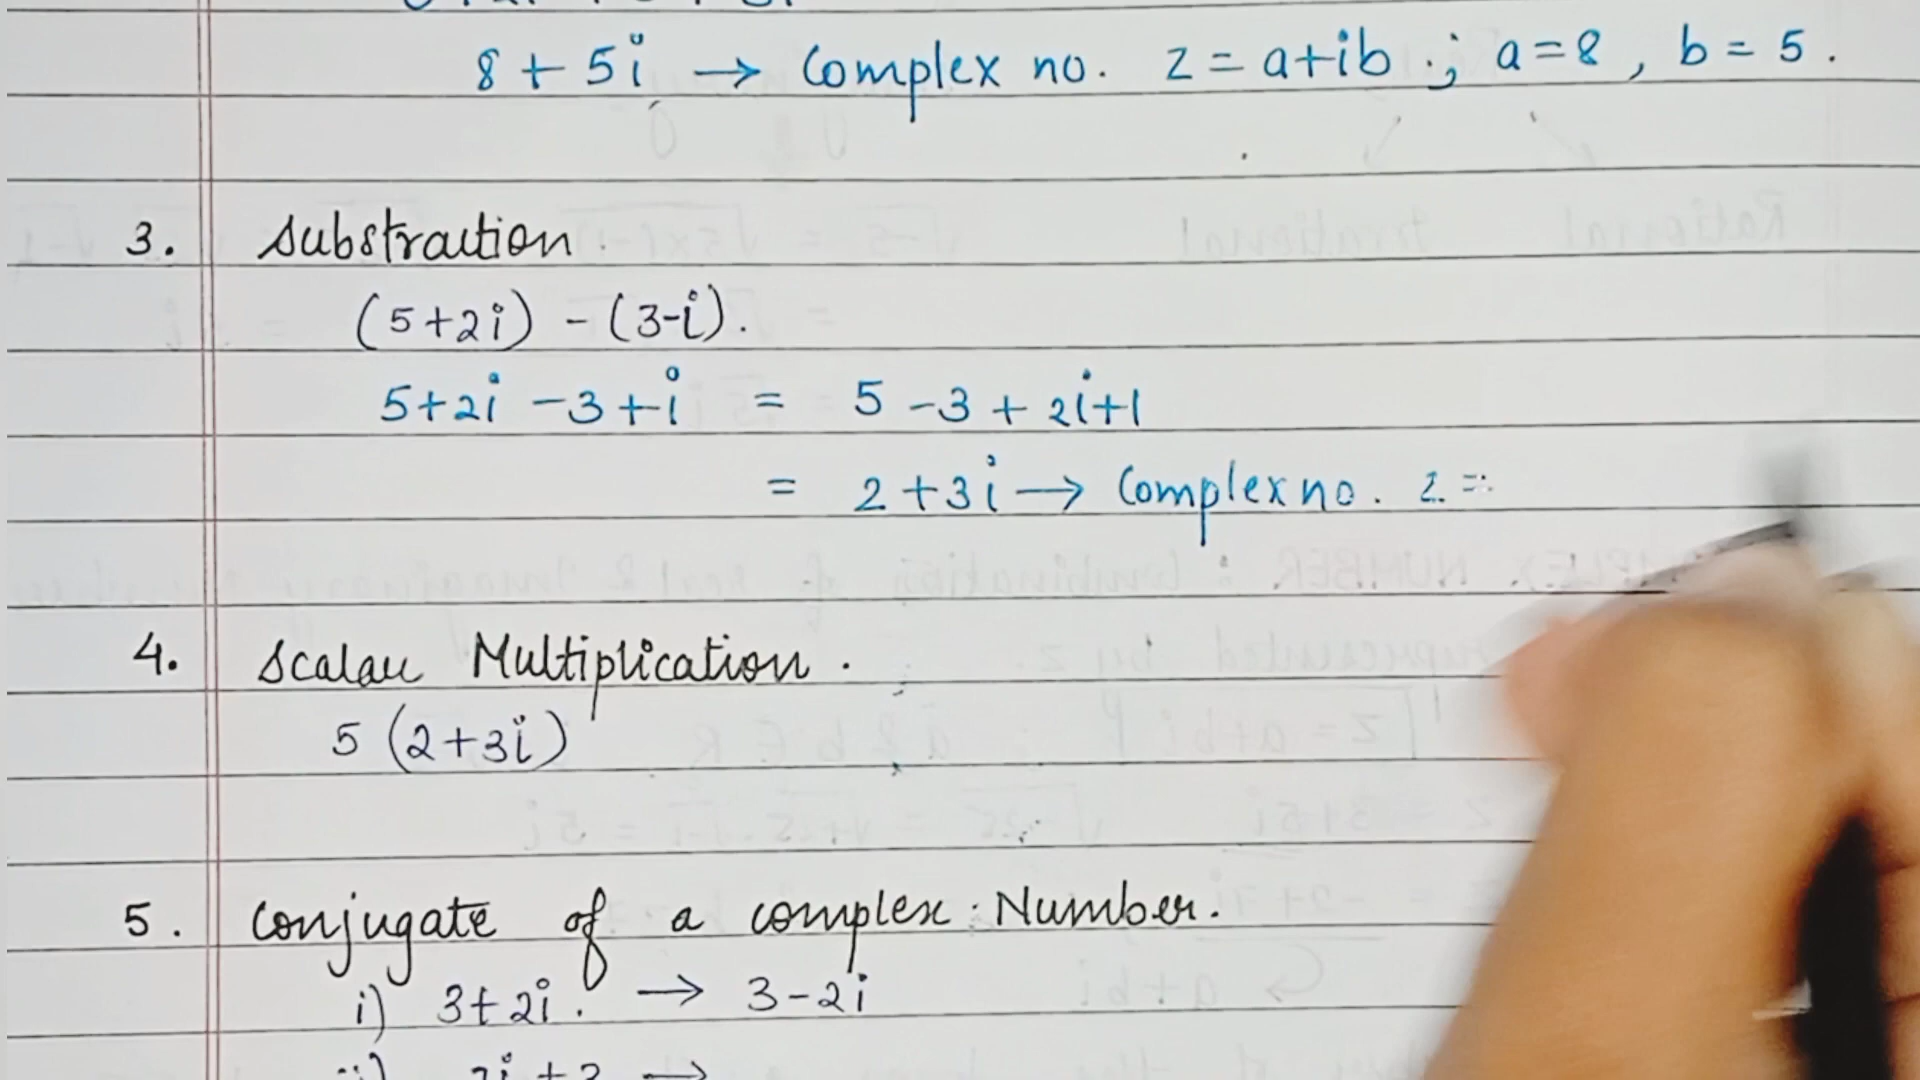 8 + 5i → Complex no. z = a+ib ; a=8, b = 5.
3. Substraction.
(5+2i) - (3-i).
5+2i -3+i = 5 -3 + 2i+1
= 2+3i → Complex no. z =
4. Scalar Multiplication.
5 (2+3i)
5. Conjugate of a complex Number.
i) 3+2i. → 3-2i